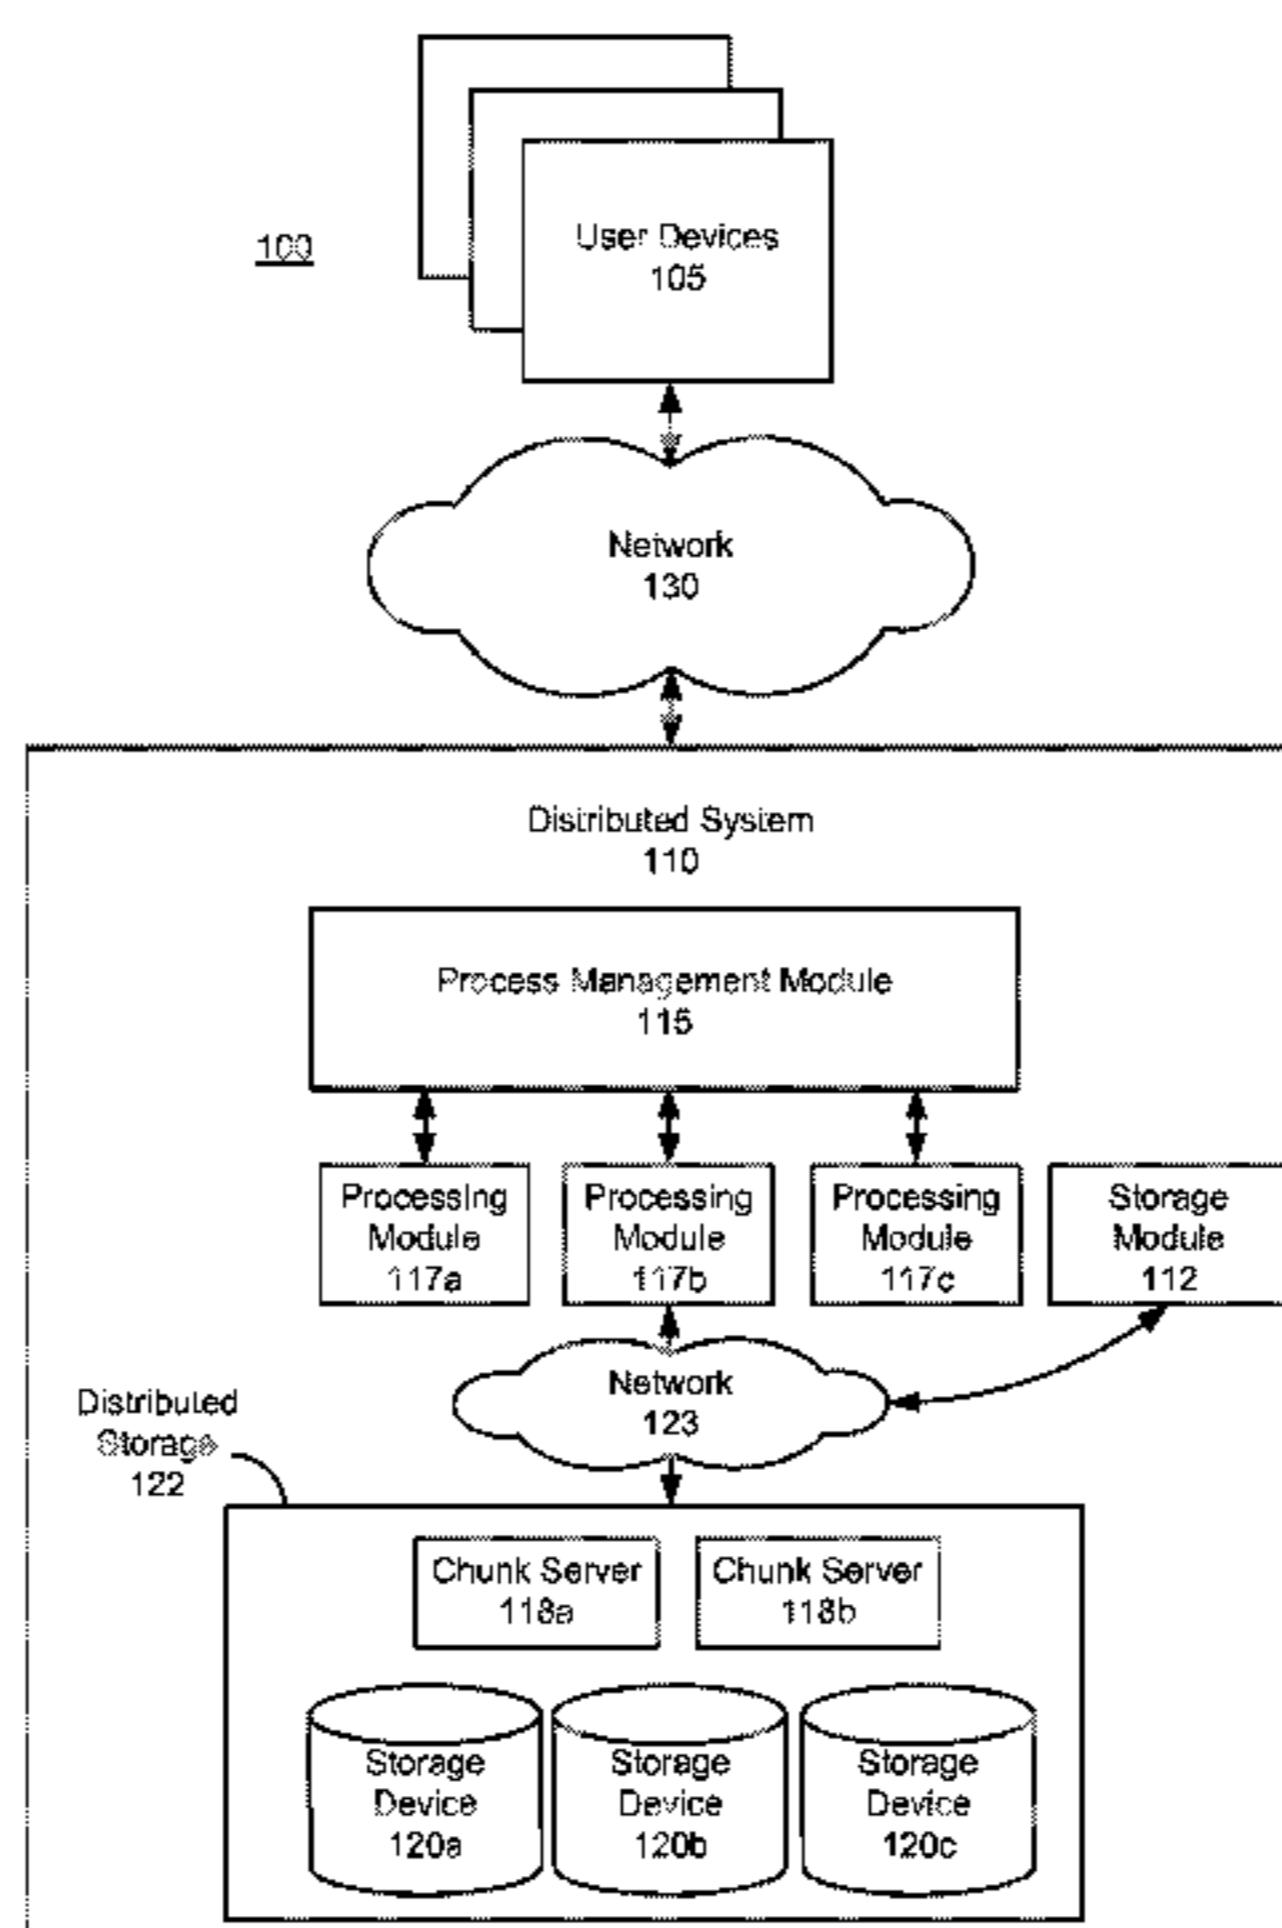 100
User Devices
105
Network
130
Distributed System
110
Process Management Module
115
Processing
Module
117a
Processing
Module
117b
Processing
Module
117c
Storage
Module
112
Network
123
Distributed
Storage
122
Chunk Server
118a
Chunk Server
118b
Storage
Device
120a
Storage
Device
120b
Storage
Device
120c